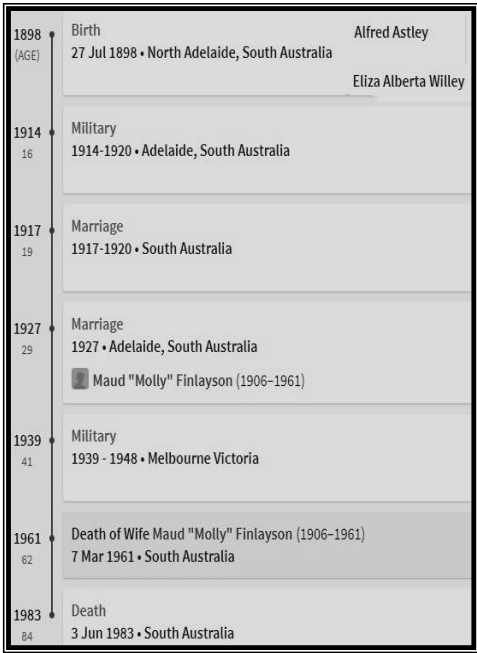 1898
(AGE)
Birth
27 Jul 1898 • North Adelaide, South Australia
Alfred Astley
Eliza Alberta Willey
1914
16
Military
1914-1920 • Adelaide, South Australia
1917
19
Marriage
1917-1920 • South Australia
1927
29
Marriage
1927 • Adelaide, South Australia
Maud "Molly" Finlayson (1906–1961)
1939
41
Military
1939 - 1948 • Melbourne Victoria
1961
62
Death of Wife Maud "Molly" Finlayson (1906–1961)
7 Mar 1961 • South Australia
1983
84
Death
3 Jun 1983 • South Australia